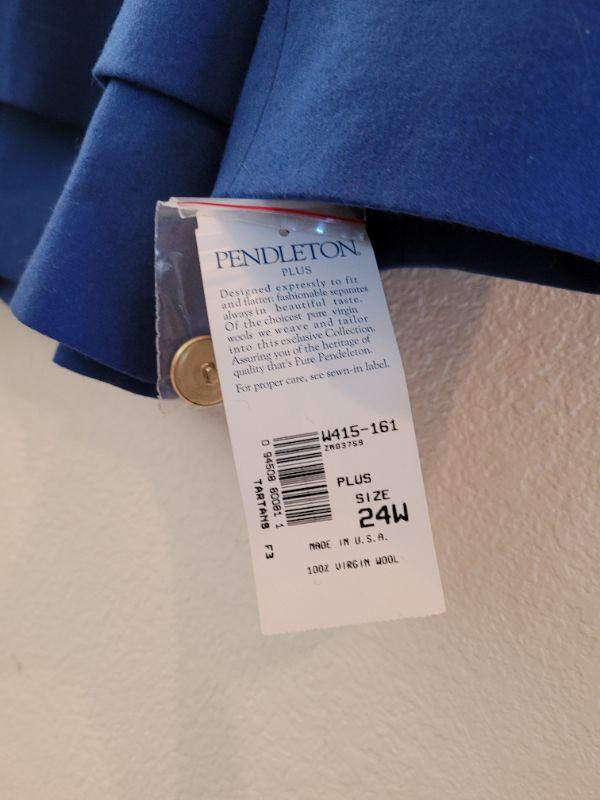 PENDLETON®
PLUS
Designed expressly to fit
and flatter: fashionable separates
always in beautiful taste.
Of the choicest pure virgin
wools we weave and tailor
into this exclusive Collection.
Assuring you of the heritage of
quality that's Pure Pendleton.
For proper care, see sewn-in label.
W415-161
ZM03759
0 94508 80081 1
TARTANS F3
PLUS
SIZE
24W
MADE IN U.S.A.
100% VIRGIN WOOL